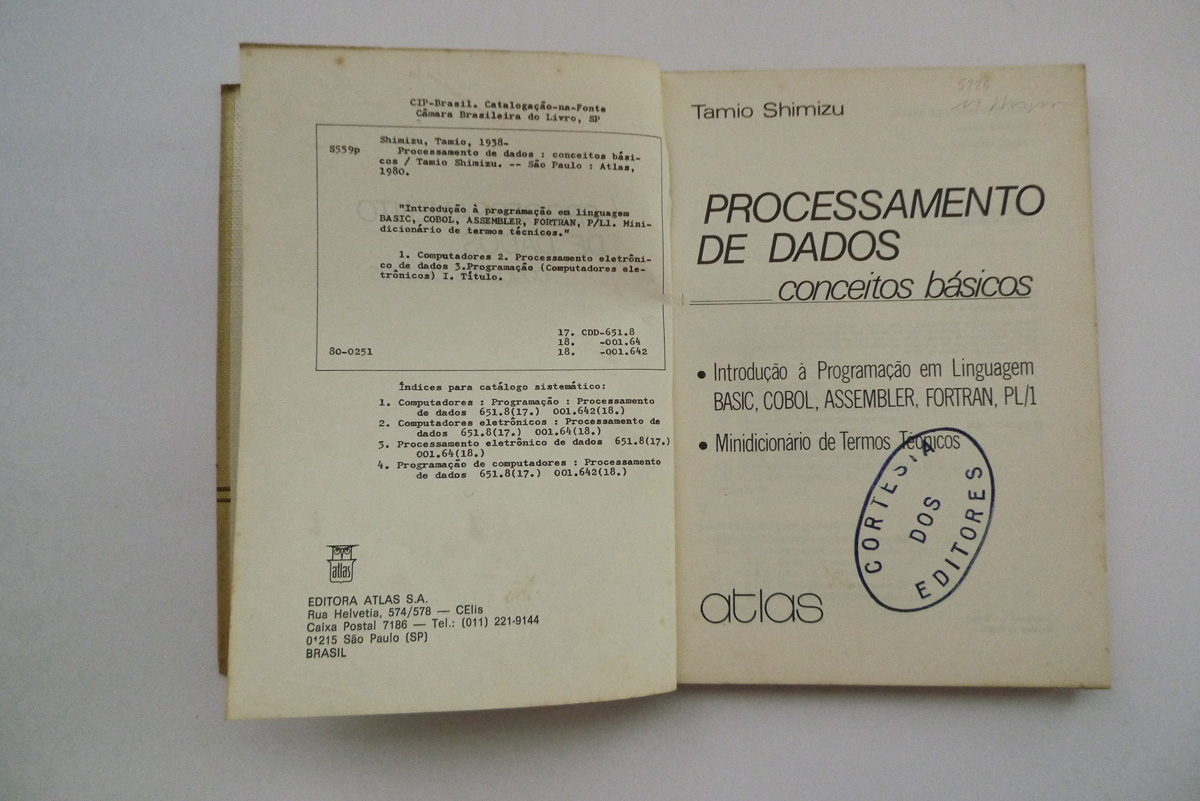 CIP-Brasil. Catalogação-na-Fonte
Câmara Brasileira do Livro, SP
Shimizu, Tamio, 1938-
S559p
Processamento de dados : conceitos bási-
cos / Tamio Shimizu. -- São Paulo : Atlas,
1980.
"Introdução à programação em linguagem
BASIC, COBOL, ASSEMBLER, FORTRAN, P/L1. Mini-
dicionário de termos técnicos."
1. Computadores 2. Processamento eletrôni-
co de dados 3.Programação (Computadores ele-
trônicos) I. Título.
17. CDD-651.8
18. -001.64
80-0251 18. -001.642
Índices para catálogo sistemático:
1. Computadores : Programação : Processamento
de dados 651.8(17.) 001.642(18.)
2. Computadores eletrônicos : Processamento de
dados 651.8(17.) 001.64(18.)
3. Processamento eletrônico de dados 651.8(17.)
001.64(18.)
4. Programação de computadores : Processamento
de dados 651.8(17.) 001.642(18.)
atlas
EDITORA ATLAS S.A.
Rua Helvetia, 574/578 — CElis
Caixa Postal 7186 — Tel.: (011) 221-9144
01215 São Paulo (SP)
BRASIL
Tamio Shimizu
PROCESSAMENTO
DE DADOS
conceitos básicos
• Introdução à Programação em Linguagem
BASIC, COBOL, ASSEMBLER, FORTRAN, PL/1
• Minidicionário de Termos Técnicos
CORTESIA
DOS
EDITORES
atlas